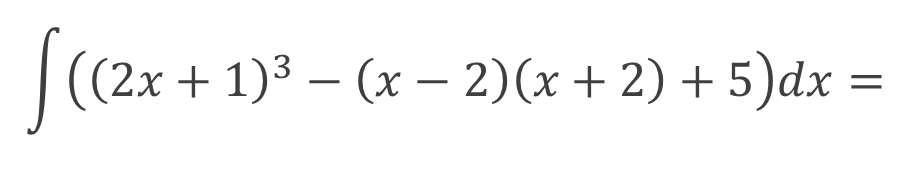 ∫((2x + 1)³ − (x − 2)(x + 2) + 5)dx =